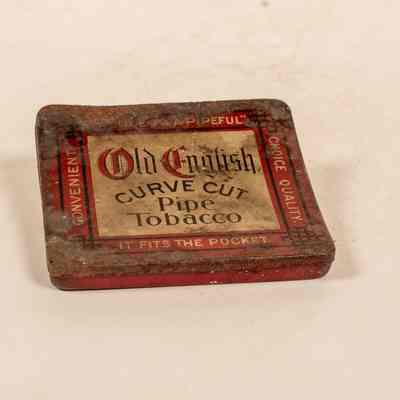 A PIPEFUL"
CONVENIENT
CHOICE QUALITY.
Old English
CURVE CUT
Pipe
Tobacco
IT FITS THE POCKET